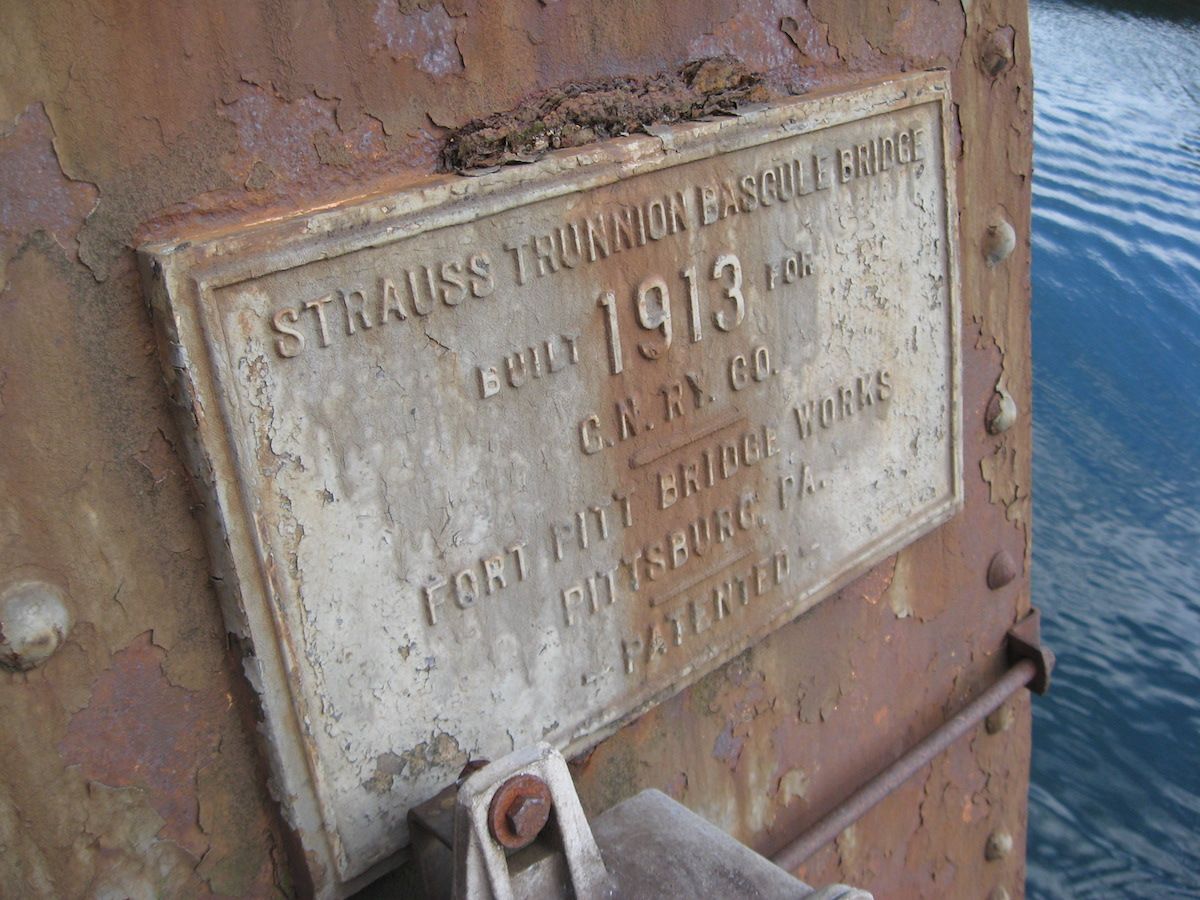 STRAUSS TRUNNION BASCULE BRIDGE
BUILT 1913 FOR
G. N. RY. CO.
FORT PITT BRIDGE WORKS
PITTSBURG, PA.
- PATENTED -